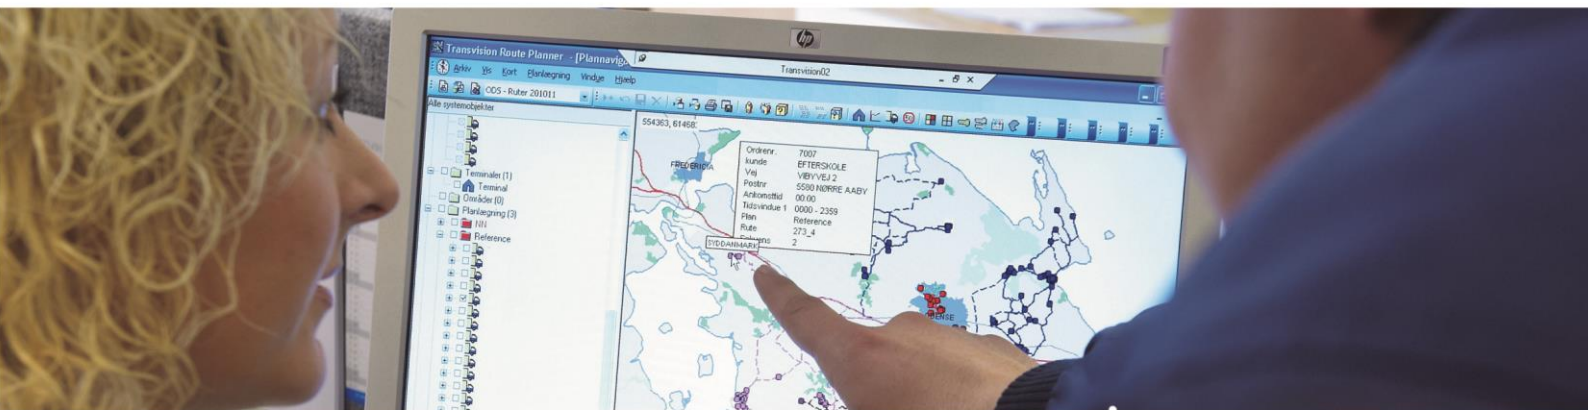 hp
Transvision Route Planner - [Plannavig
Transvision02
Arkiv Vis Kort Planlægning Vindue Hjælp
ODS - Ruter 201011
Alle systemobjekter
Terminaler (1)
Terminal
Områder (0)
Planlægning (3)
NN
Reference
554363, 61468
FREDERICIA
Ordrenr. 7007
kunde EFTERSKOLE
Vej VIBYVEJ 2
Postnr 5580 NØRRE AABY
Ankomsttid 00:00
Tidsvindue 1 0000 - 2359
Plan Reference
Rute 273_4
2
SYDDANMARK
ENSE